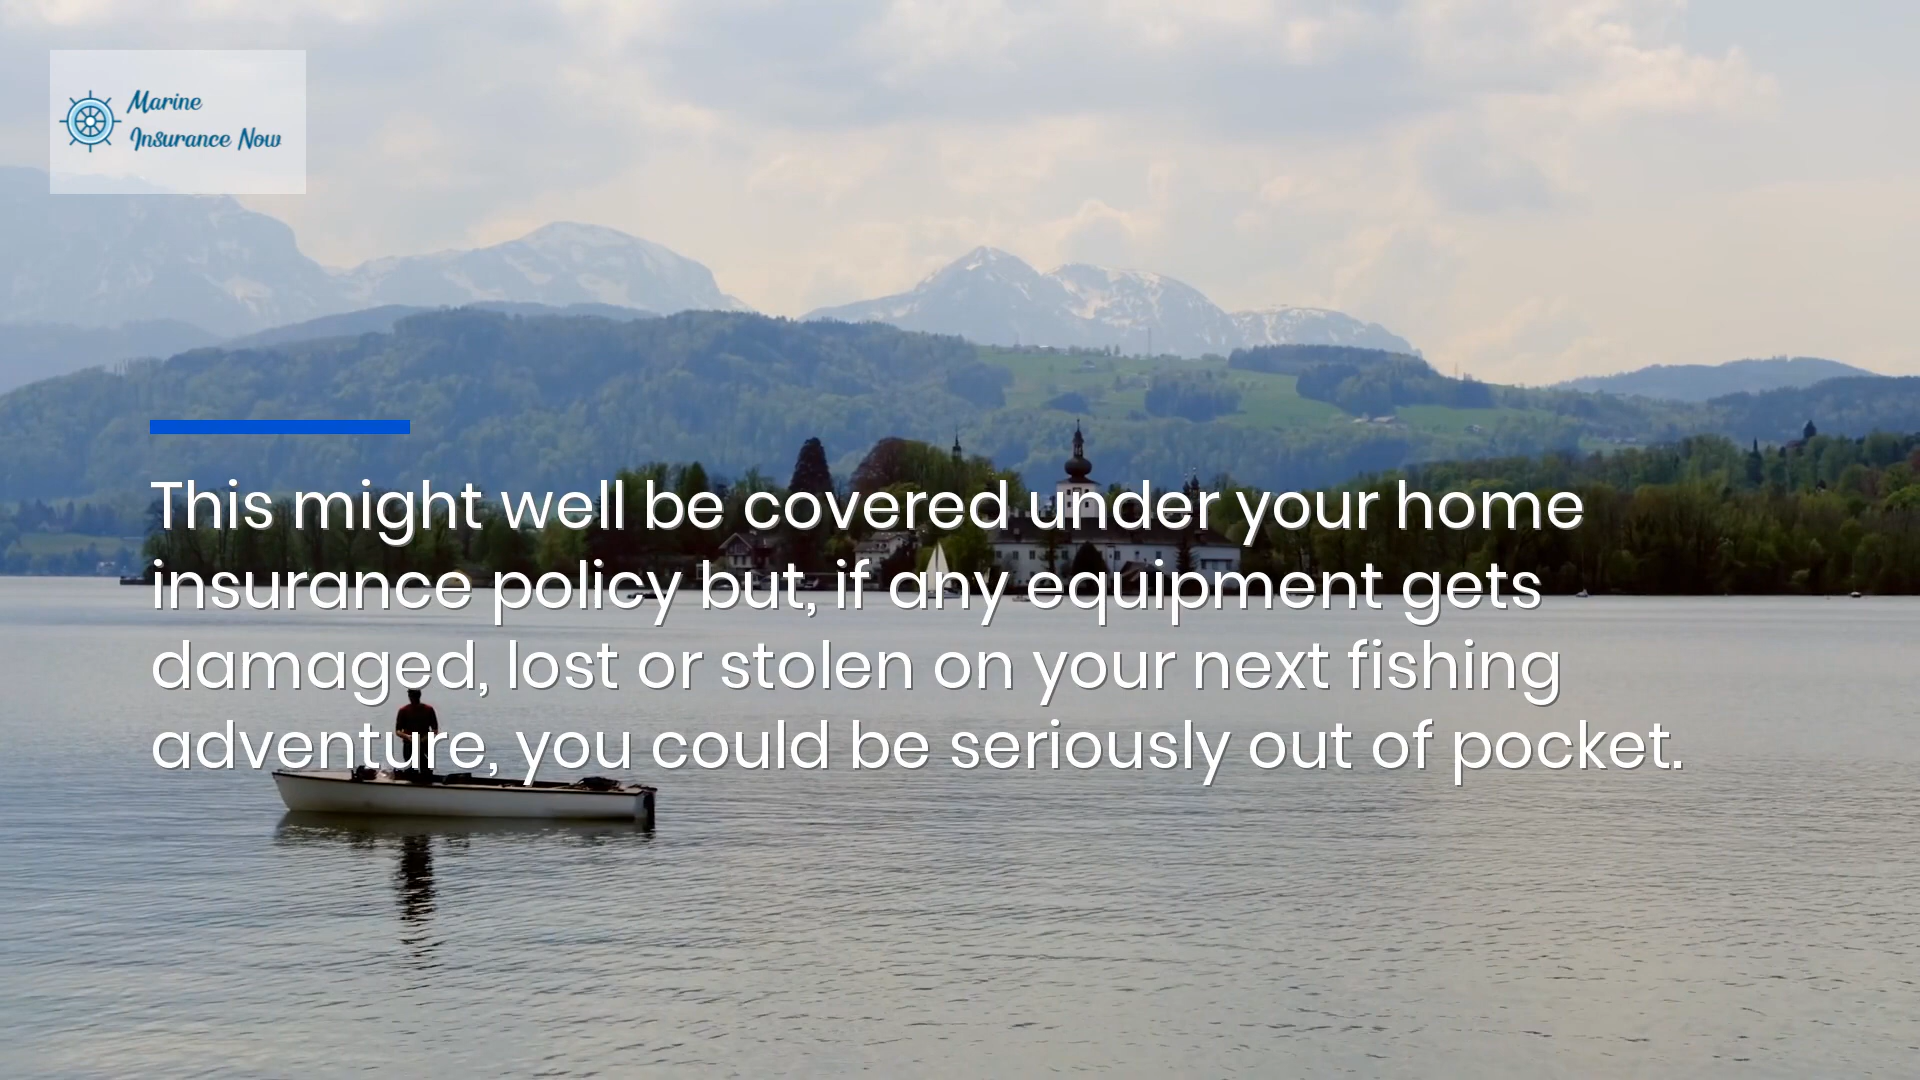 Marine
Insurance Now
This might well be covered under your home
insurance policy but, if any equipment gets
damaged, lost or stolen on your next fishing
adventure, you could be seriously out of pocket.